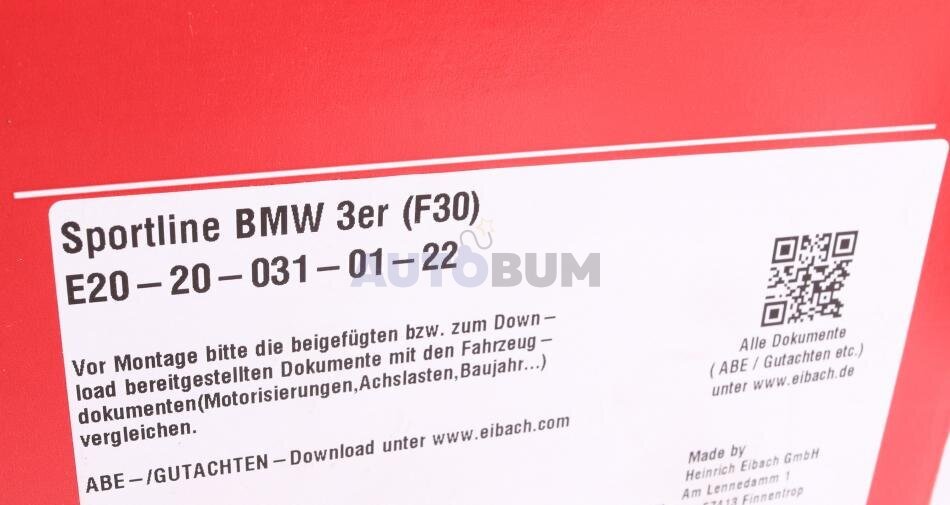 Sportline BMW 3er (F30)
E20-20-031-01-22
AUTOBUM
Vor Montage bitte die beigefügten bzw. zum Down-
load bereitgestellten Dokumente mit den Fahrzeug-
dokumenten(Motorisierungen,Achslasten,Baujahr...)
vergleichen.
ABE-/GUTACHTEN-Download unter www.eibach.com
Alle Dokumente
( ABE / Gutachten etc.)
unter www.eibach.de
Made by
Heinrich Eibach GmbH
Am Lennedamm 1
57413 Finnentrop